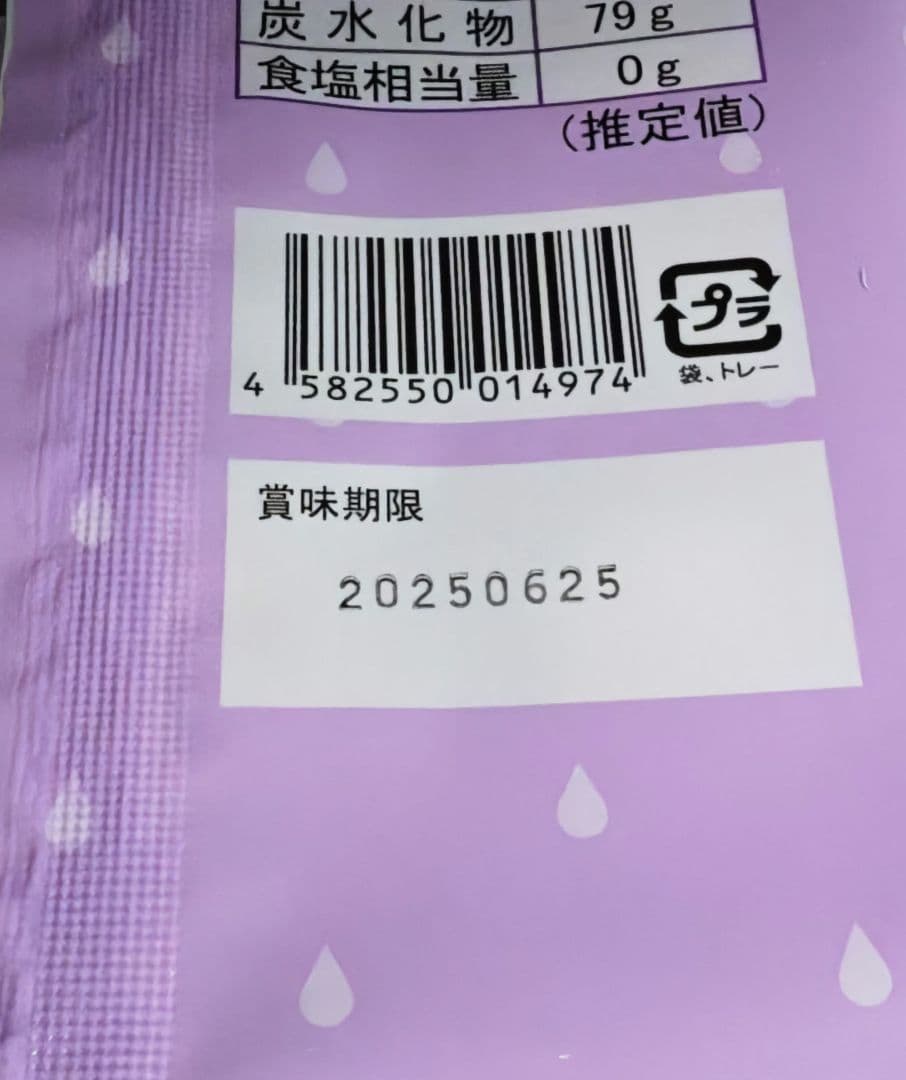 炭水化物 79g
食塩相当量 0g
(推定値)
プラ
袋、トレー
4 582550 014974
賞味期限
20250625